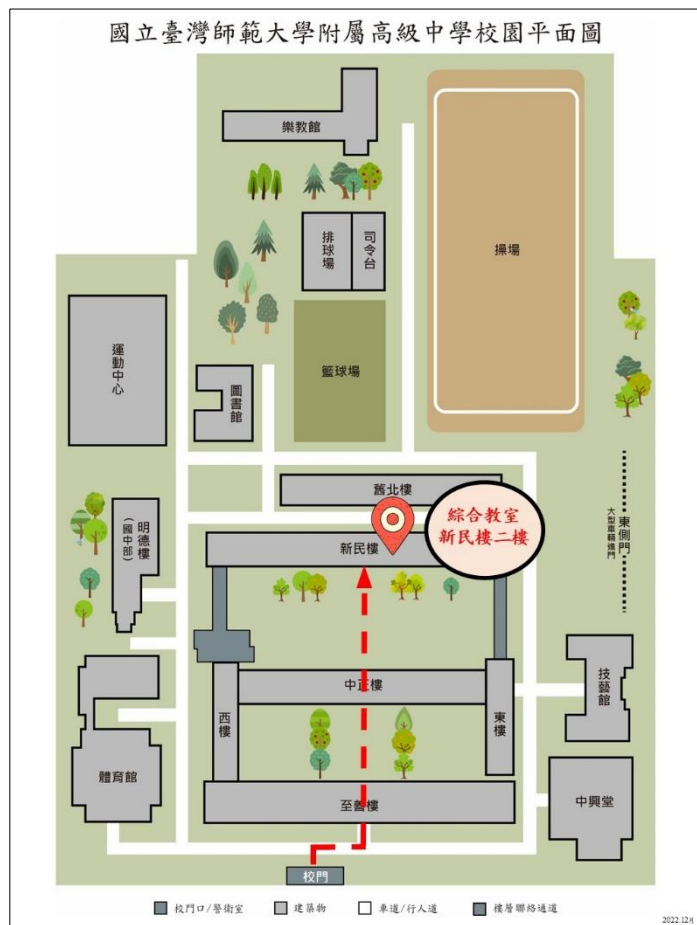 國立臺灣師範大學附屬高級中學校園平面圖
樂教館
排球場
司令台
操場
運動中心
籃球場
圖書館
舊北樓
綜合教室
新民樓二樓
明德樓
(國中部)
新民樓
東側門
大型車輛進門
技藝館
中正樓
西樓
東樓
體育館
至善樓
中興堂
校門
校門口/警衛室
建築物
車道/行人道
樓層聯絡通道
2022.12月